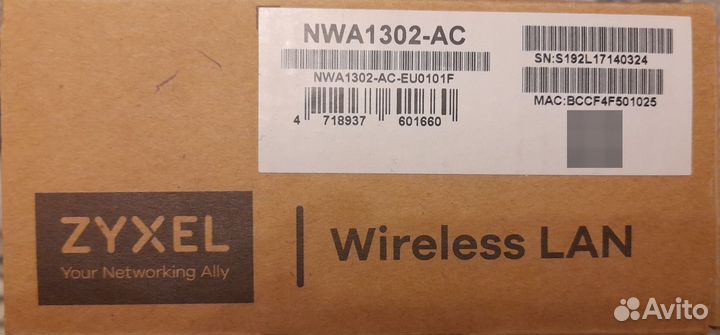 NWA1302-AC
NWA1302-AC-EU0101F
4 718937 601660
SN:S192L17140324
MAC:BCCF4F501025
ZYXEL
Your Networking Ally
Wireless LAN
Avito